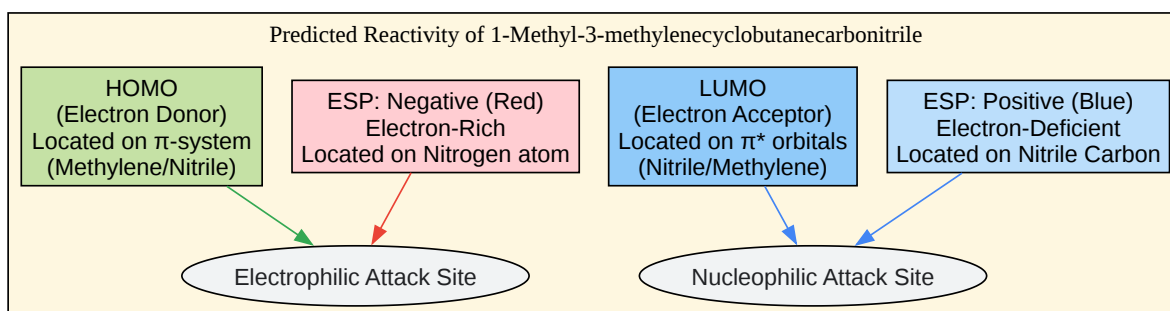 Predicted Reactivity of 1-Methyl-3-methylenecyclobutanecarbonitrile
HOMO
(Electron Donor)
Located on π-system
(Methylene/Nitrile)
ESP: Negative (Red)
Electron-Rich
Located on Nitrogen atom
LUMO
(Electron Acceptor)
Located on π* orbitals
(Nitrile/Methylene)
ESP: Positive (Blue)
Electron-Deficient
Located on Nitrile Carbon
Electrophilic Attack Site
Nucleophilic Attack Site